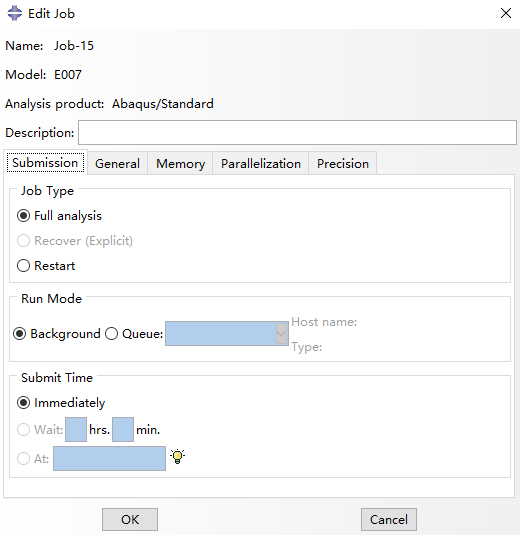 Edit Job
Name: Job-15
Model: E007
Analysis product: Abaqus/Standard
Description:
Submission General Memory Parallelization Precision
Job Type
Full analysis
Recover (Explicit)
Restart
Run Mode
Background Queue: Host name:
Type:
Submit Time
Immediately
Wait: hrs. min.
At:
OK Cancel